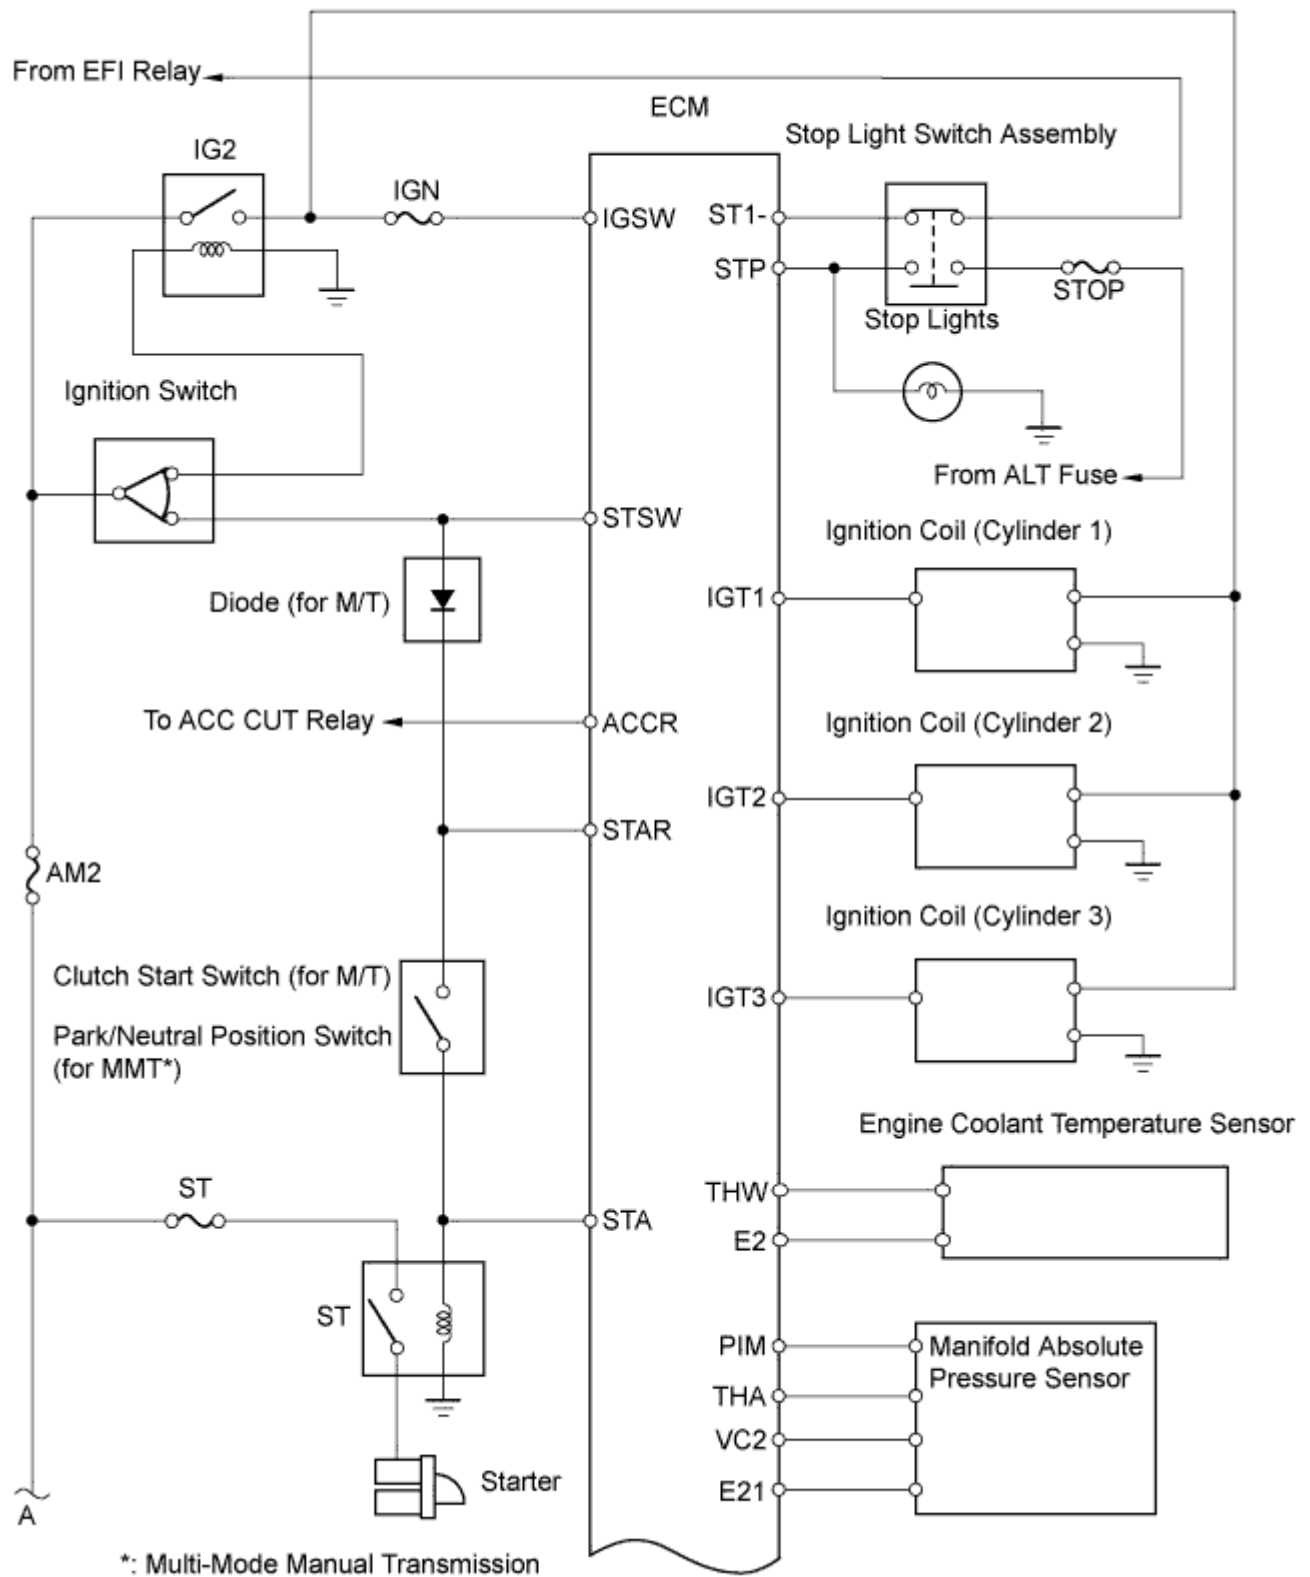 From EFI Relay
ECM
Stop Light Switch Assembly
IG2
IGN
IGSW
ST1-
STP
STOP
Stop Lights
Ignition Switch
From ALT Fuse
STSW
Ignition Coil (Cylinder 1)
Diode (for M/T)
IGT1
To ACC CUT Relay
ACCR
Ignition Coil (Cylinder 2)
IGT2
STAR
AM2
Ignition Coil (Cylinder 3)
Clutch Start Switch (for M/T)
IGT3
Park/Neutral Position Switch
(for MMT*)
Engine Coolant Temperature Sensor
ST
THW
STA
E2
ST
PIM
Manifold Absolute
Pressure Sensor
THA
VC2
Starter
E21
A
*: Multi-Mode Manual Transmission